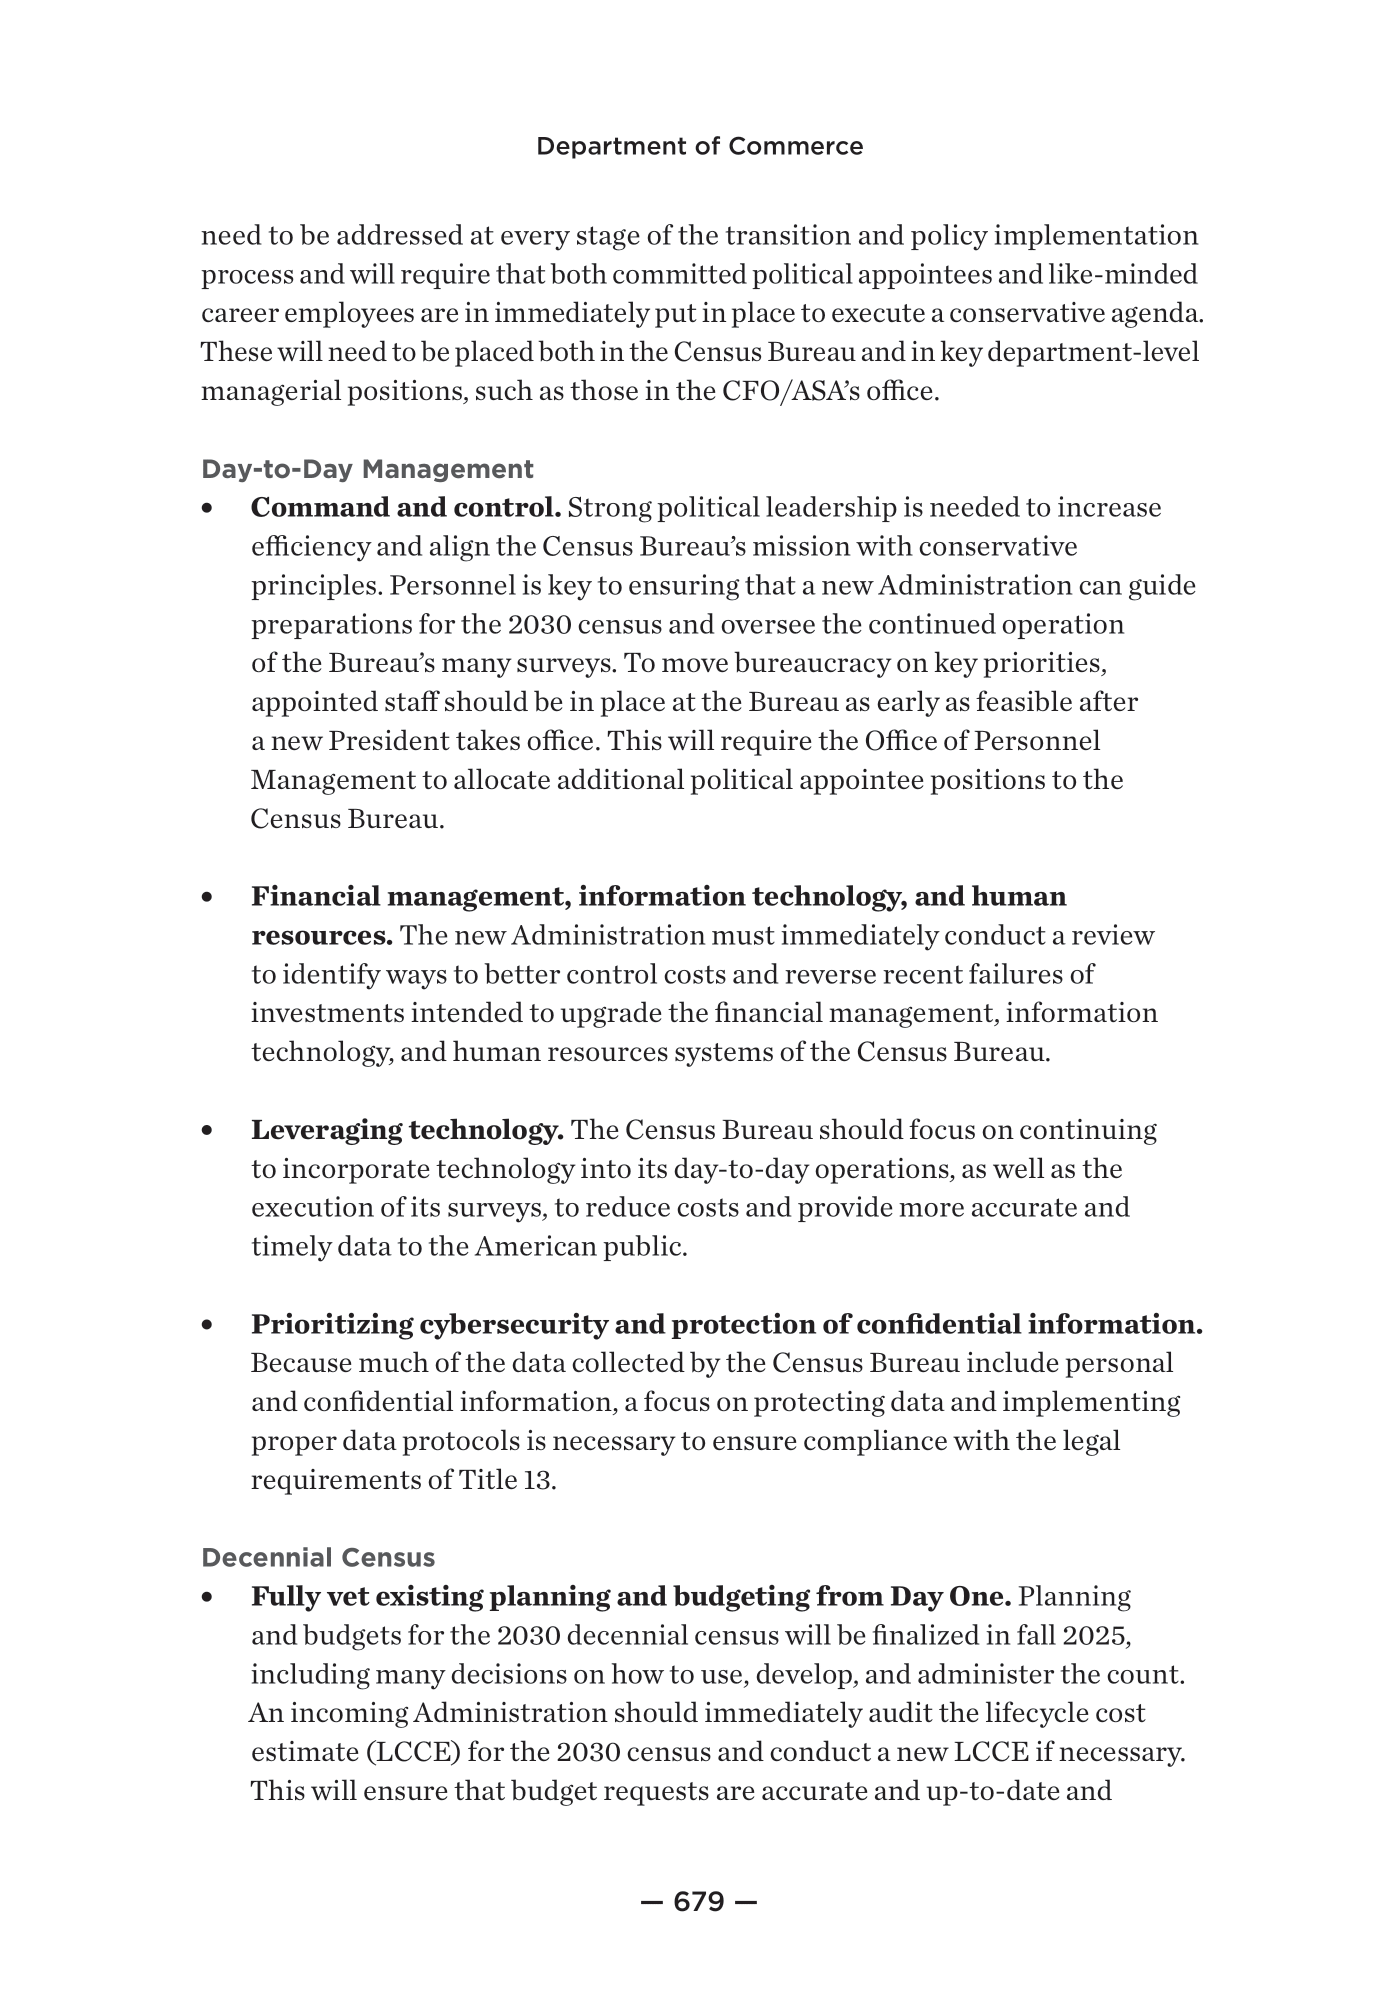 Department of Commerce
need to be addressed at every stage of the transition and policy implementation
process and will require that both committed political appointees and like-minded
career employees are in immediately put in place to execute a conservative agenda.
These will need to be placed both in the Census Bureau and in key department-level
managerial positions, such as those in the CFO/ASA’s office.
Day-to-Day Management
• Command and control. Strong political leadership is needed to increase
efficiency and align the Census Bureau’s mission with conservative
principles. Personnel is key to ensuring that a new Administration can guide
preparations for the 2030 census and oversee the continued operation
of the Bureau’s many surveys. To move bureaucracy on key priorities,
appointed staff should be in place at the Bureau as early as feasible after
a new President takes office. This will require the Office of Personnel
Management to allocate additional political appointee positions to the
Census Bureau.
• Financial management, information technology, and human
resources. The new Administration must immediately conduct a review
to identify ways to better control costs and reverse recent failures of
investments intended to upgrade the financial management, information
technology, and human resources systems of the Census Bureau.
• Leveraging technology. The Census Bureau should focus on continuing
to incorporate technology into its day-to-day operations, as well as the
execution of its surveys, to reduce costs and provide more accurate and
timely data to the American public.
• Prioritizing cybersecurity and protection of confidential information.
Because much of the data collected by the Census Bureau include personal
and confidential information, a focus on protecting data and implementing
proper data protocols is necessary to ensure compliance with the legal
requirements of Title 13.
Decennial Census
• Fully vet existing planning and budgeting from Day One. Planning
and budgets for the 2030 decennial census will be finalized in fall 2025,
including many decisions on how to use, develop, and administer the count.
An incoming Administration should immediately audit the lifecycle cost
estimate (LCCE) for the 2030 census and conduct a new LCCE if necessary.
This will ensure that budget requests are accurate and up-to-date and
— 679 —